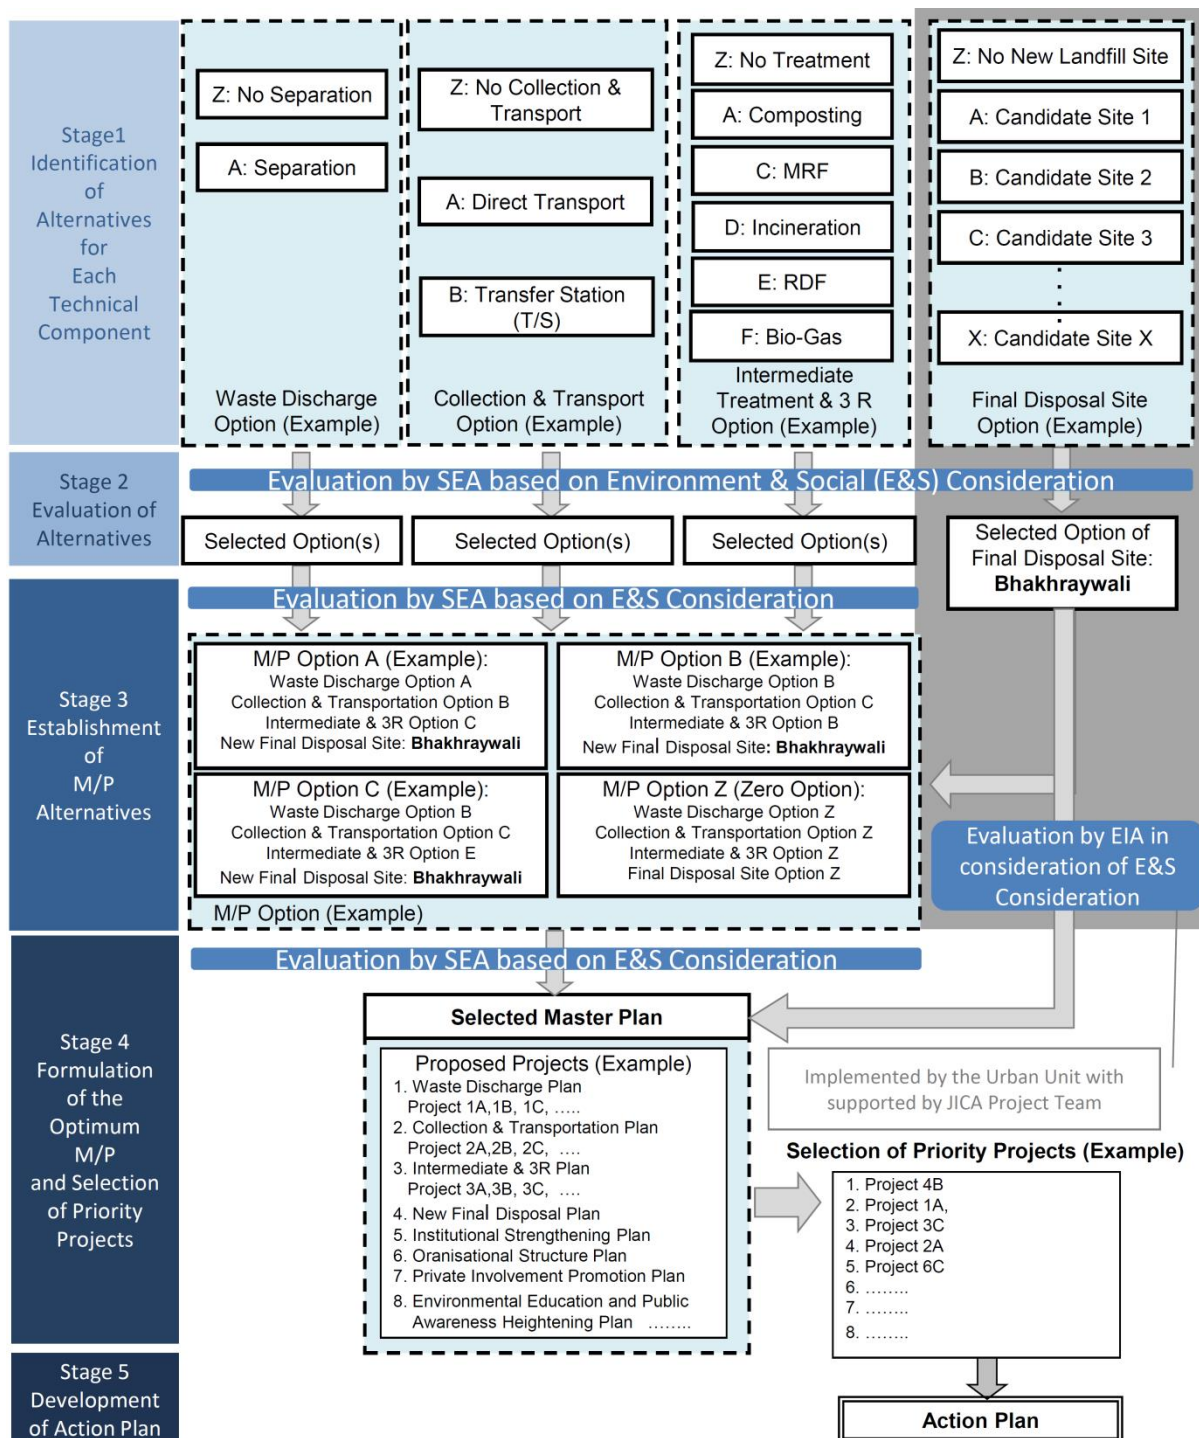 Stage1
Identification
of
Alternatives
for
Each
Technical
Component
Z: No Separation
A: Separation
Waste Discharge
Option (Example)
Z: No Collection &
Transport
A: Direct Transport
B: Transfer Station
(T/S)
Collection & Transport
Option (Example)
Z: No Treatment
A: Composting
C: MRF
D: Incineration
E: RDF
F: Bio-Gas
Intermediate
Treatment & 3 R
Option (Example)
Z: No New Landfill Site
A: Candidate Site 1
B: Candidate Site 2
C: Candidate Site 3
X: Candidate Site X
Final Disposal Site
Option (Example)
Stage 2
Evaluation of
Alternatives
Evaluation by SEA based on Environment & Social (E&S) Consideration
Selected Option(s)
Selected Option(s)
Selected Option(s)
Selected Option of
Final Disposal Site:
Bhakhraywali
Stage 3
Establishment
of
M/P
Alternatives
Evaluation by SEA based on E&S Consideration
M/P Option A (Example):
Waste Discharge Option A
Collection & Transportation Option B
Intermediate & 3R Option C
New Final Disposal Site: Bhakhraywali
M/P Option B (Example):
Waste Discharge Option B
Collection & Transportation Option C
Intermediate & 3R Option B
New Final Disposal Site: Bhakhraywali
M/P Option C (Example):
Waste Discharge Option B
Collection & Transportation Option C
Intermediate & 3R Option E
New Final Disposal Site: Bhakhraywali
M/P Option Z (Zero Option):
Waste Discharge Option Z
Collection & Transportation Option Z
Intermediate & 3R Option Z
Final Disposal Site Option Z
M/P Option (Example)
Evaluation by EIA in
consideration of E&S
Consideration
Stage 4
Formulation
of the
Optimum
M/P
and Selection
of Priority
Projects
Evaluation by SEA based on E&S Consideration
Selected Master Plan
Proposed Projects (Example)
1. Waste Discharge Plan
Project 1A,1B, 1C, .....
2. Collection & Transportation Plan
Project 2A,2B, 2C, ....
3. Intermediate & 3R Plan
Project 3A,3B, 3C, ....
4. New Final Disposal Plan
5. Institutional Strengthening Plan
6. Oranisational Structure Plan
7. Private Involvement Promotion Plan
8. Environmental Education and Public
Awareness Heightening Plan ........
Implemented by the Urban Unit with
supported by JICA Project Team
Selection of Priority Projects (Example)
1. Project 4B
2. Project 1A,
3. Project 3C
4. Project 2A
5. Project 6C
6. ........
7. ........
8. ........
Stage 5
Development
of Action Plan
Action Plan